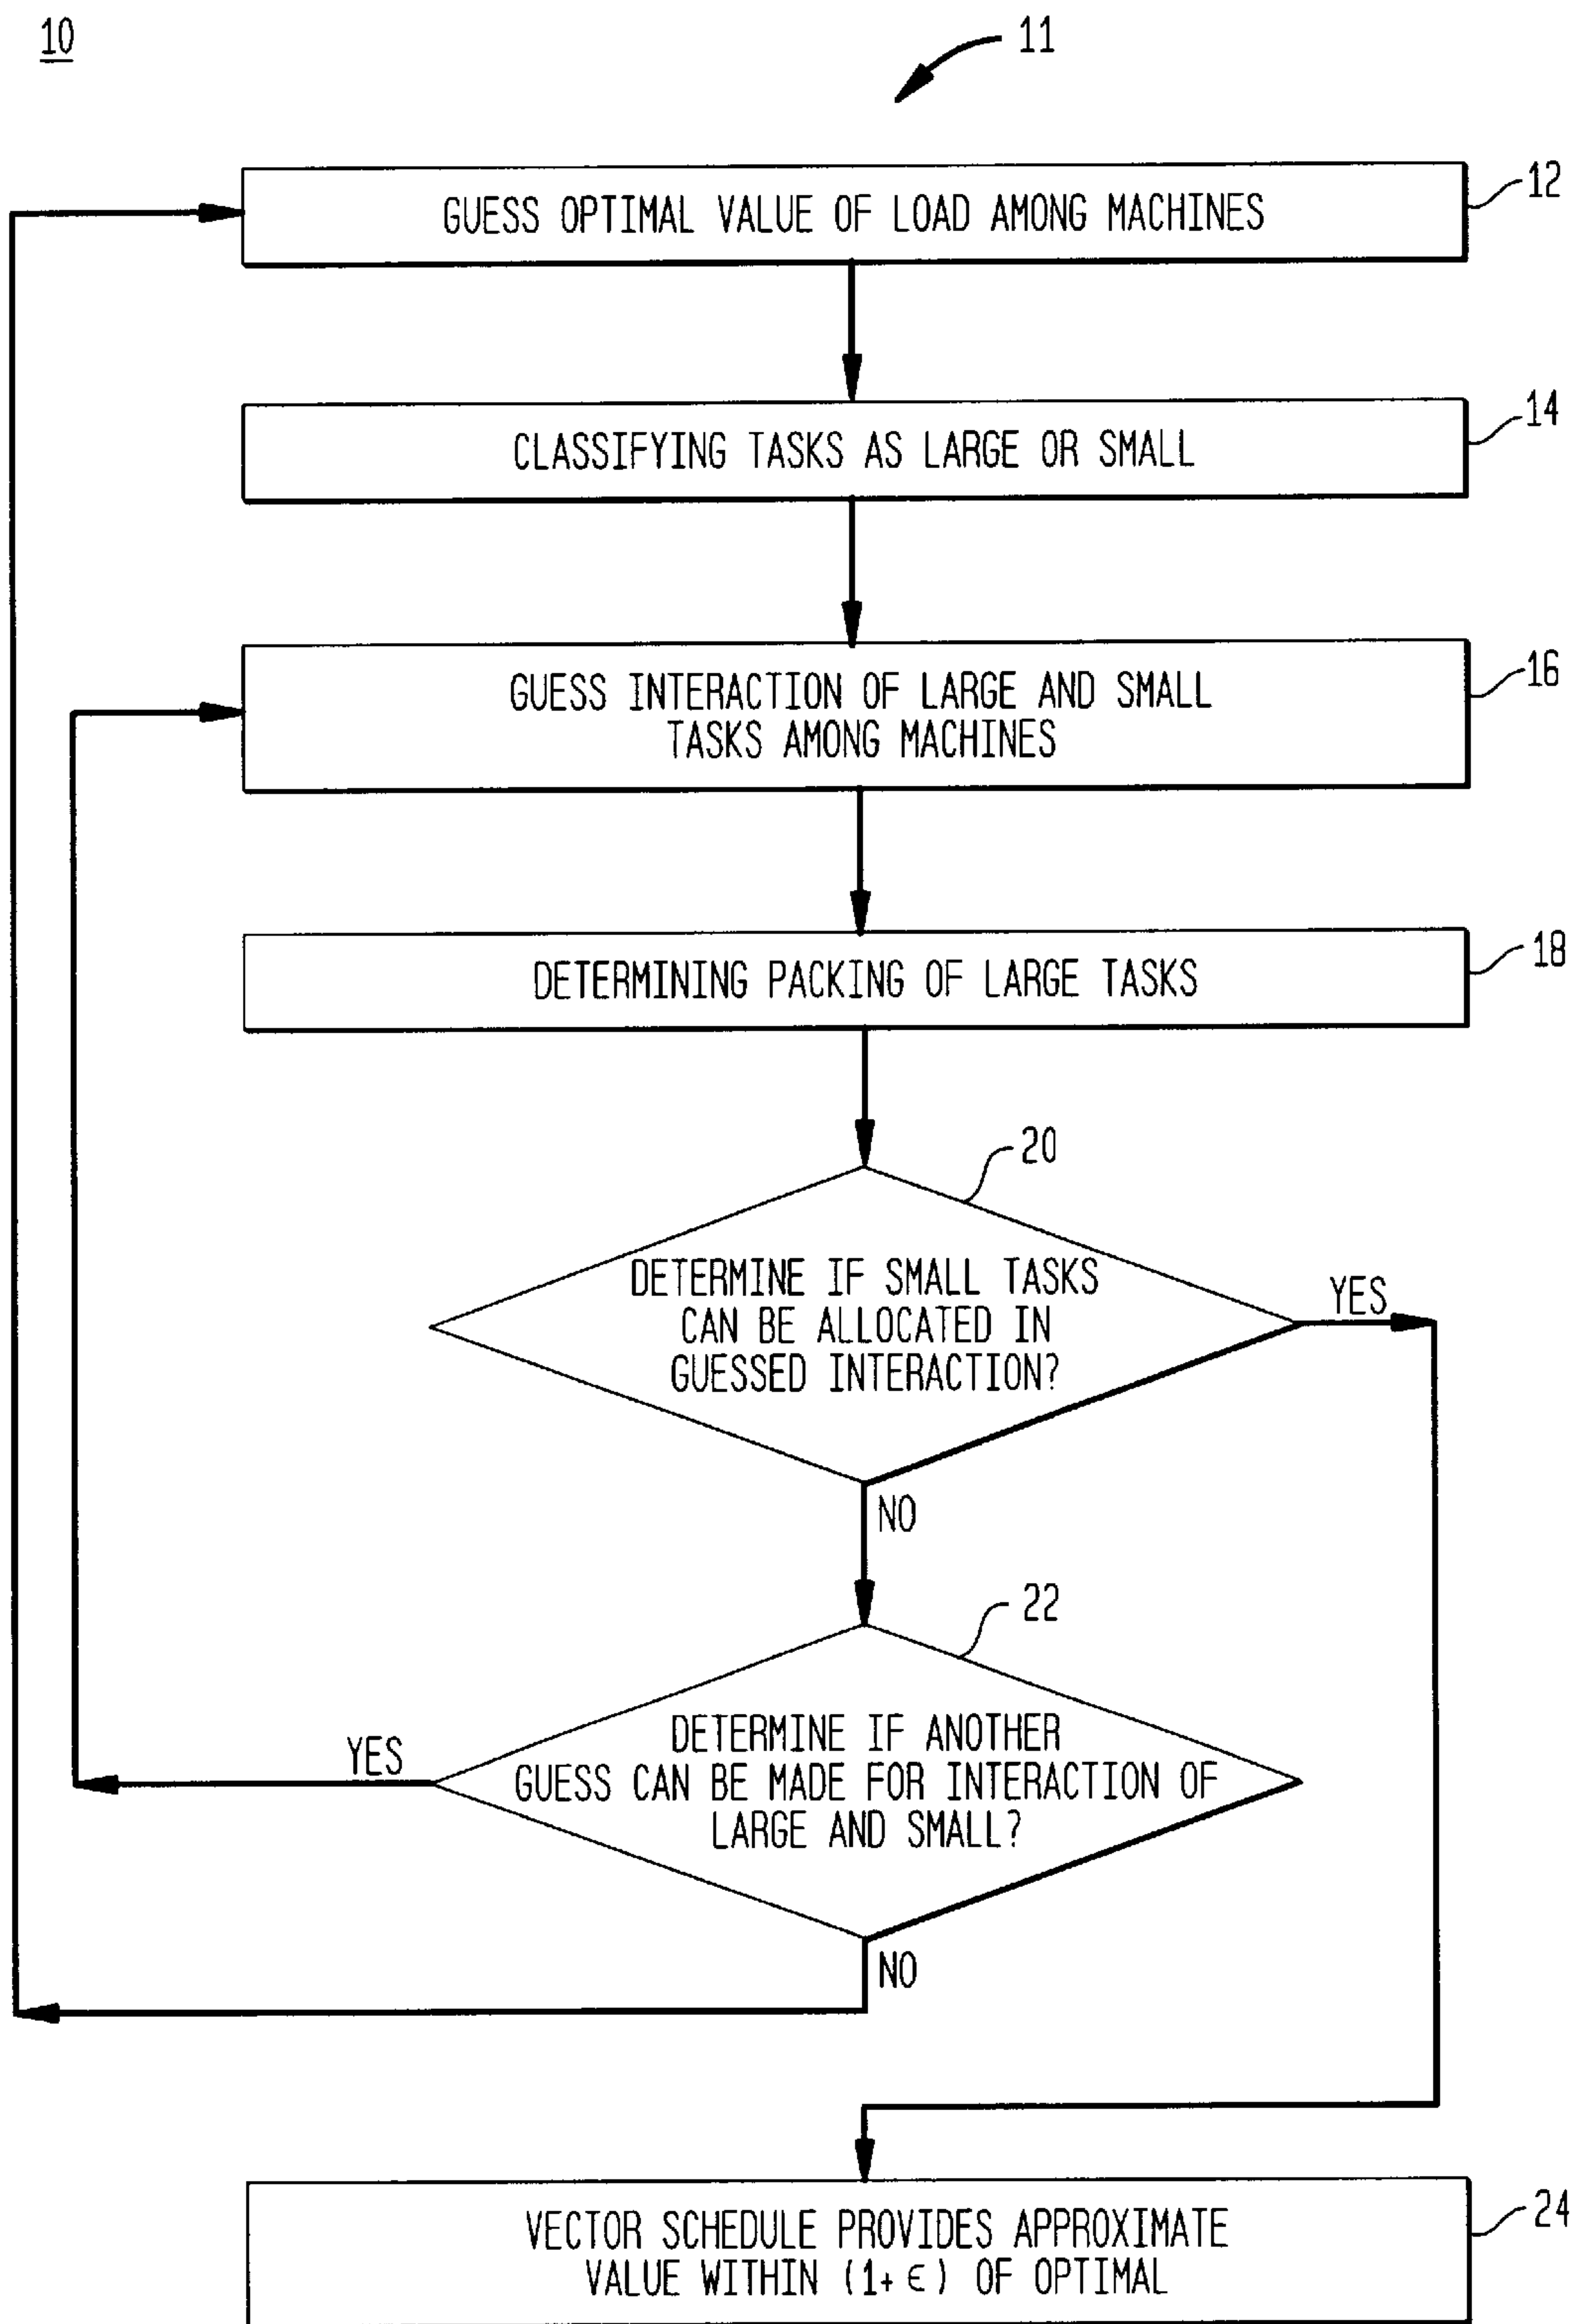 10
11
GUESS OPTIMAL VALUE OF LOAD AMONG MACHINES
12
CLASSIFYING TASKS AS LARGE OR SMALL
14
GUESS INTERACTION OF LARGE AND SMALL
TASKS AMONG MACHINES
16
DETERMINING PACKING OF LARGE TASKS
18
20
DETERMINE IF SMALL TASKS
CAN BE ALLOCATED IN
GUESSED INTERACTION?
YES
NO
22
DETERMINE IF ANOTHER
GUESS CAN BE MADE FOR INTERACTION OF
LARGE AND SMALL?
YES
NO
VECTOR SCHEDULE PROVIDES APPROXIMATE
VALUE WITHIN (1+ ϵ) OF OPTIMAL
24